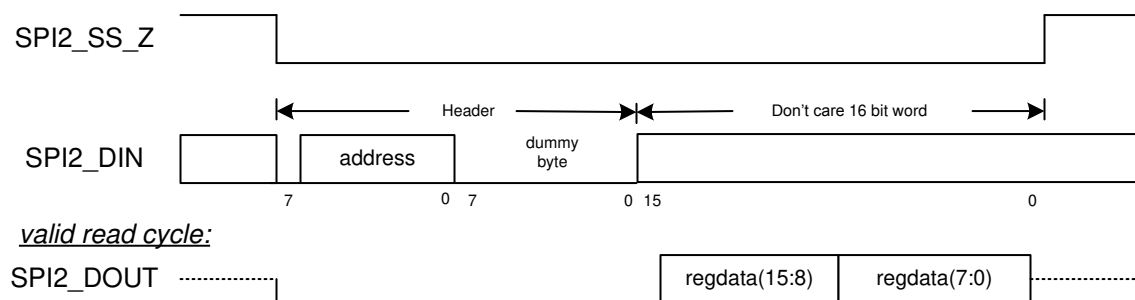 SPI2_SS_Z
Header
Don't care 16 bit word
SPI2_DIN
address
dummy
byte
7 0 7 0 15 0
valid read cycle:
SPI2_DOUT
regdata(15:8) regdata(7:0)